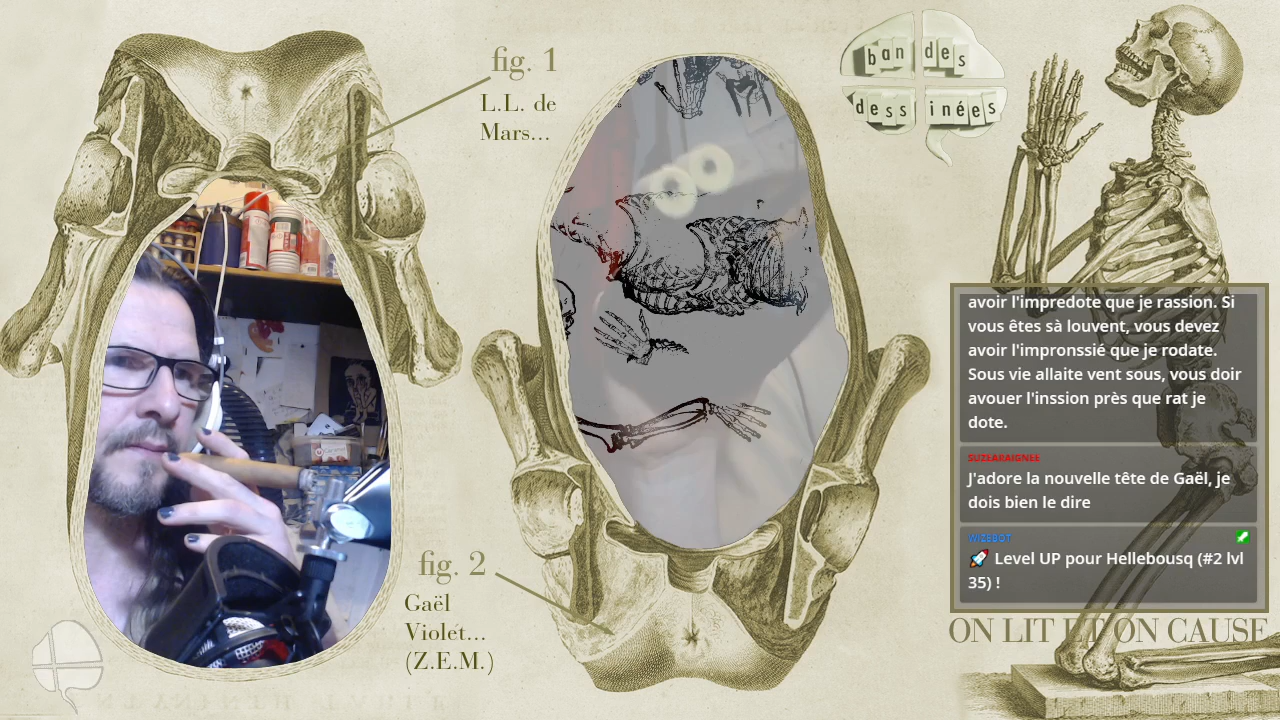 fig. 1
L.L. de
Mars...
ban des
dess inées
avoir l'impredote que je rassion. Si
vous êtes sà louvent, vous devez
avoir l'impronssié que je rodate.
Sous vie allaite vent sous, vous doir
avouer l'inssion près que rat je
dote.
SUZEARAIGNEE
J'adore la nouvelle tête de Gaël, je
dois bien le dire
WIZEBOT
🚀 Level UP pour Hellebousq (#2 lvl
35) !
fig. 2
Gaël
Violet...
(Z.E.M.)
ON LIT ET ON CAUSE